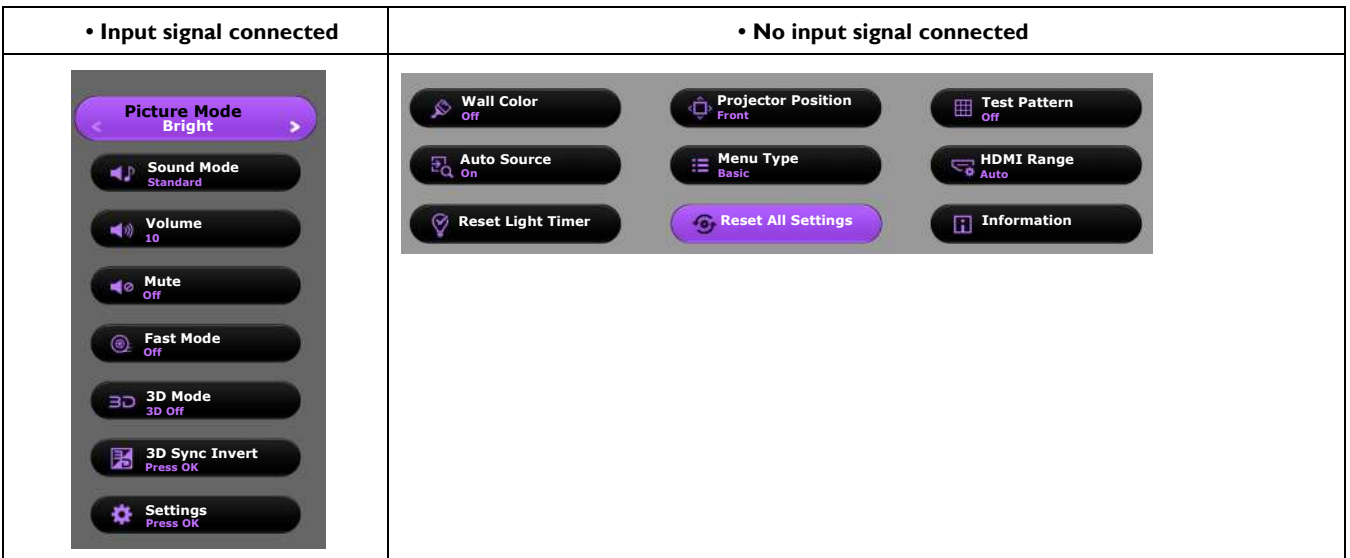 • Input signal connected
• No input signal connected
Picture Mode
Bright
Sound Mode
Standard
Volume
10
Mute
Off
Fast Mode
Off
3D Mode
3D Off
3D Sync Invert
Press OK
Settings
Press OK
Wall Color
Off
Projector Position
Front
Test Pattern
Off
Auto Source
On
Menu Type
Basic
HDMI Range
Auto
Reset Light Timer
Reset All Settings
Information